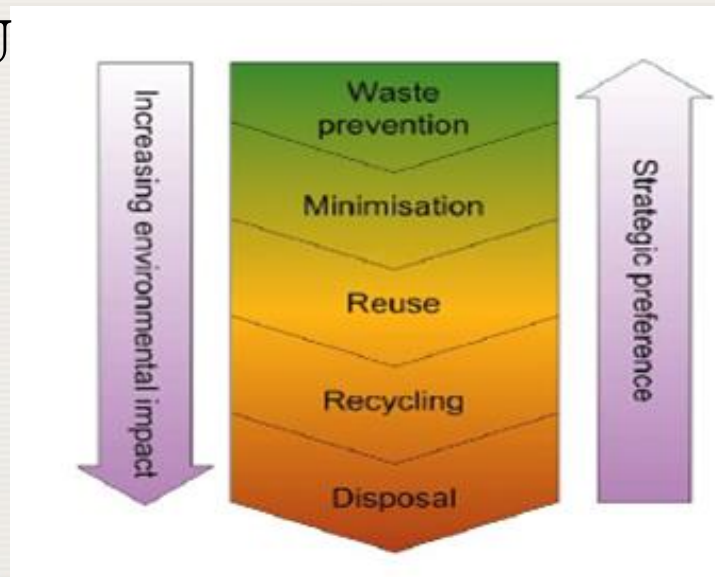 Increasing environmental impact
Waste
prevention
Minimisation
Reuse
Recycling
Disposal
Strategic preference